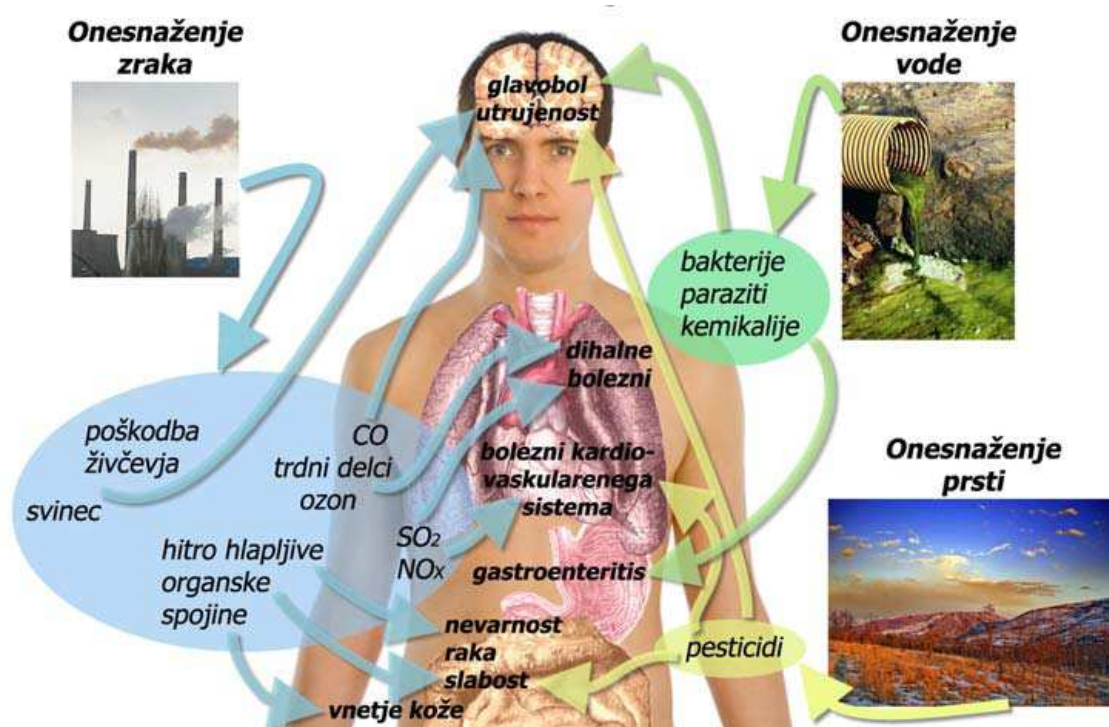 Onesnaženje
zraka
Onesnaženje
vode
glavobol
utrujenost
bakterije
paraziti
kemikalije
dihalne
bolezni
poškodba
živčevja
svinec
CO
trdni delci
ozon
bolezni kardio-
vaskularenega
sistema
Onesnaženje
prsti
SO₂
NOx
hitro hlapljive
organske
spojine
gastroenteritis
nevarnost
raka
slabost
vnetje kože
pesticidi